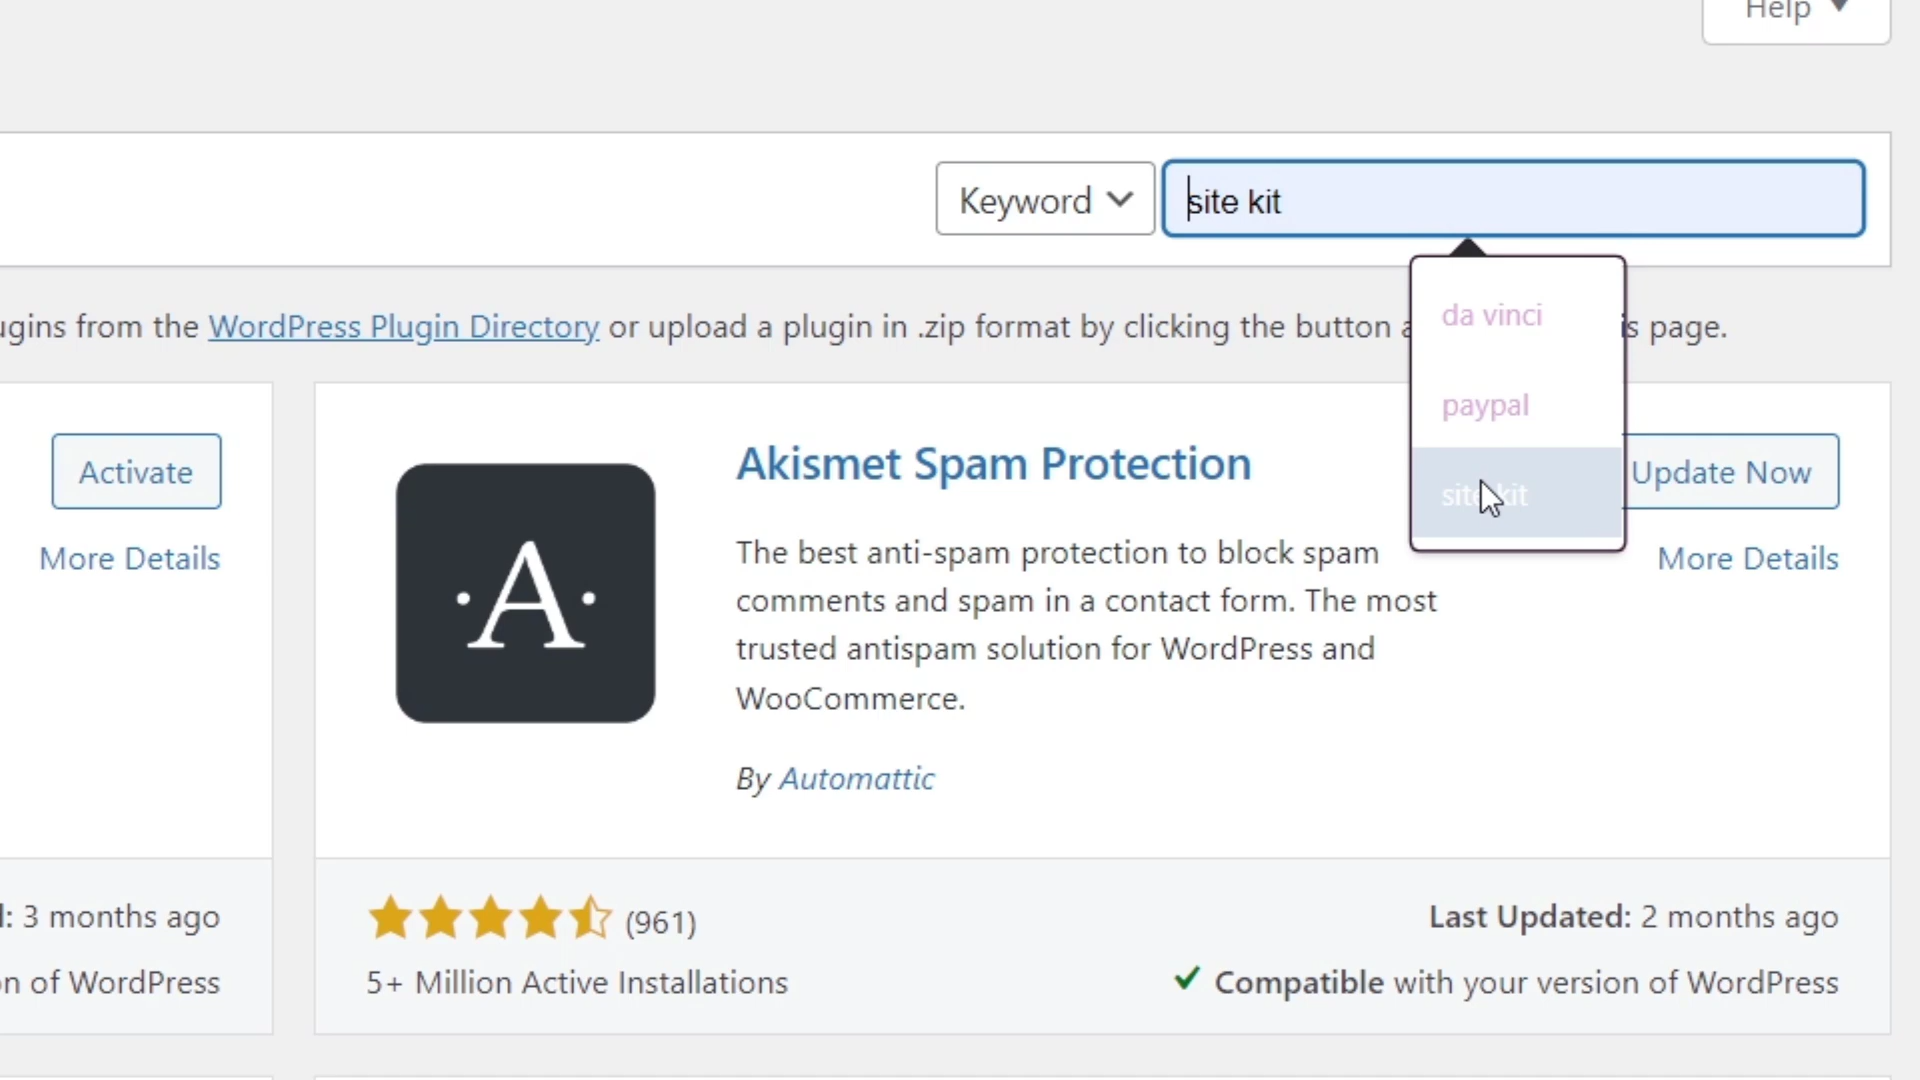 Help
Keyword
site kit
da vinci
paypal
site kit
ugins from the WordPress Plugin Directory or upload a plugin in .zip format by clicking the button a
is page.
Activate
More Details
Akismet Spam Protection
Update Now
More Details
The best anti-spam protection to block spam
comments and spam in a contact form. The most
trusted antispam solution for WordPress and
WooCommerce.
By Automattic
·A·
d: 3 months ago
on of WordPress
(961)
5+ Million Active Installations
Last Updated: 2 months ago
Compatible with your version of WordPress